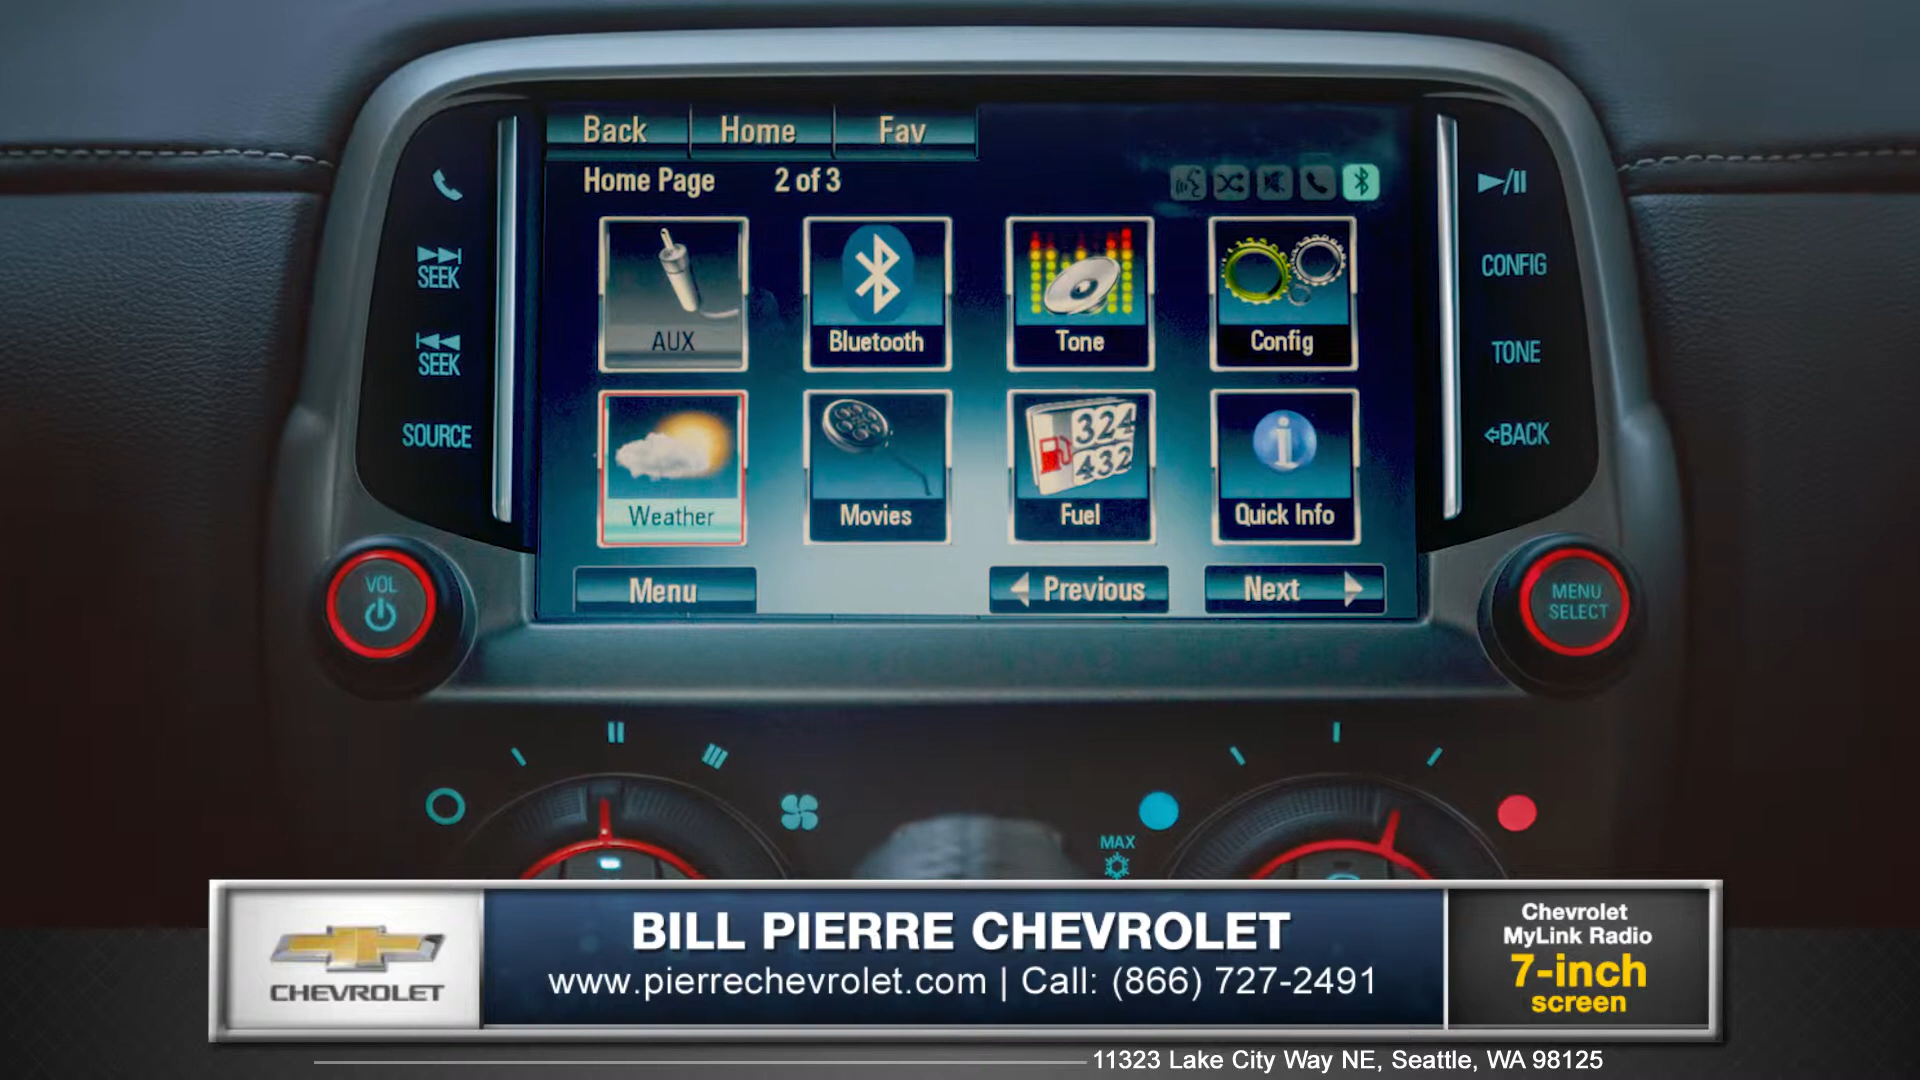 Back Home Fav
Home Page 2 of 3
SEEK
SEEK
SOURCE
AUX Bluetooth Tone Config
Weather Movies Fuel Quick Info
324
432
Menu Previous Next
CONFIG
TONE
BACK
VOL
MENU
SELECT
MAX
CHEVROLET
BILL PIERRE CHEVROLET
www.pierrechevrolet.com | Call: (866) 727-2491
Chevrolet
MyLink Radio
7-inch
screen
11323 Lake City Way NE, Seattle, WA 98125